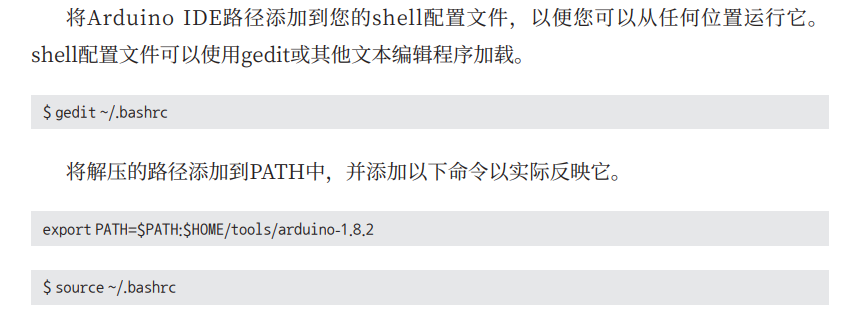 将Arduino IDE路径添加到您的shell配置文件，以便您可以从任何位置运行它。
shell配置文件可以使用gedit或其他文本编辑程序加载。
$ gedit ~/.bashrc
将解压的路径添加到PATH中，并添加以下命令以实际反映它。
export PATH=$PATH:$HOME/tools/arduino-1.8.2
$ source ~/.bashrc